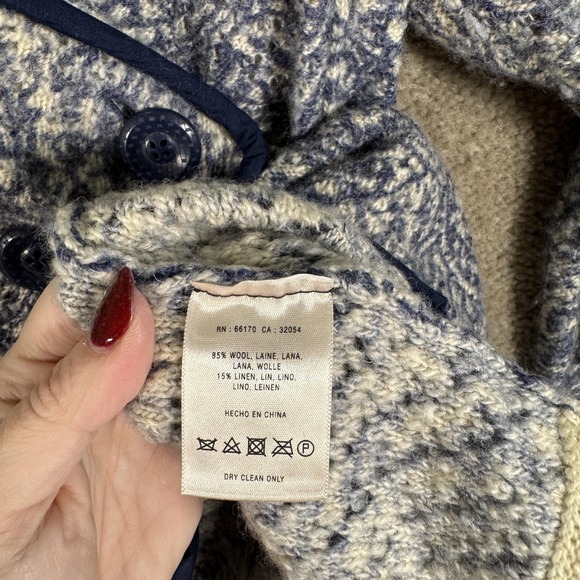 RN : 66170 CA : 32054
85% WOOL, LAINE, LANA,
LANA, WOLLE
15% LINEN, LIN, LINO,
LINO, LEINEN
HECHO EN CHINA
P
DRY CLEAN ONLY